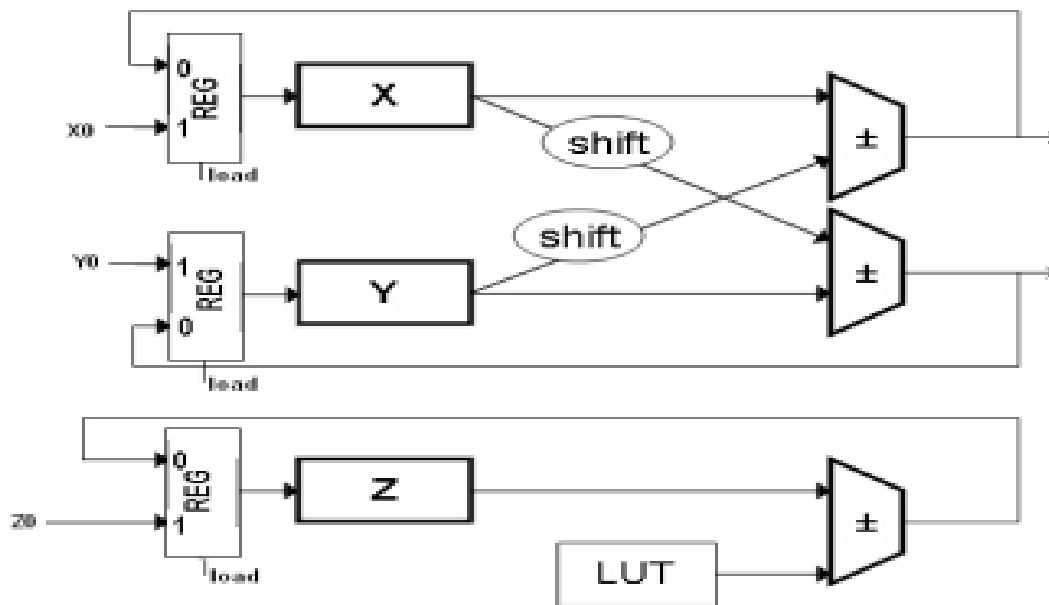 0
REG
X
X0
1
shift
±
load
Y0
1
REG
shift
Y
±
0
load
0
REG
Z
Z0
1
±
load
LUT